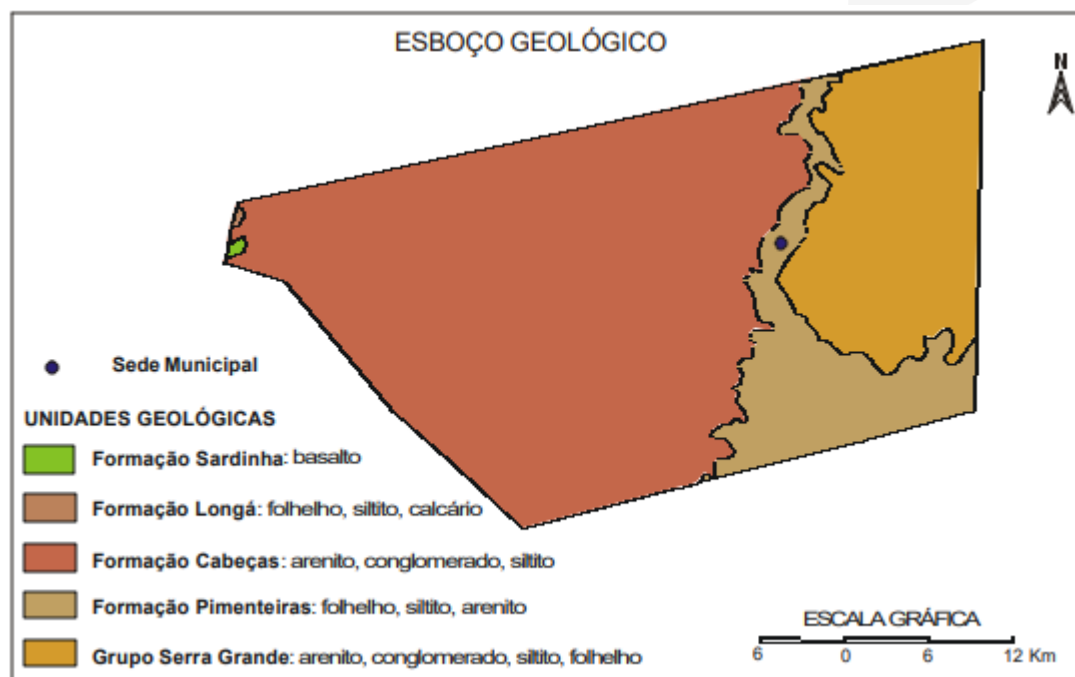 ESBOÇO GEOLÓGICO
N
Sede Municipal
UNIDADES GEOLÓGICAS
Formação Sardinha: basalto
Formação Longá: folhelho, siltito, calcário
Formação Cabeças: arenito, conglomerado, siltito
Formação Pimenteiras: folhelho, siltito, arenito
Grupo Serra Grande: arenito, conglomerado, siltito, folhelho
ESCALA GRÁFICA
6 0 6 12 Km